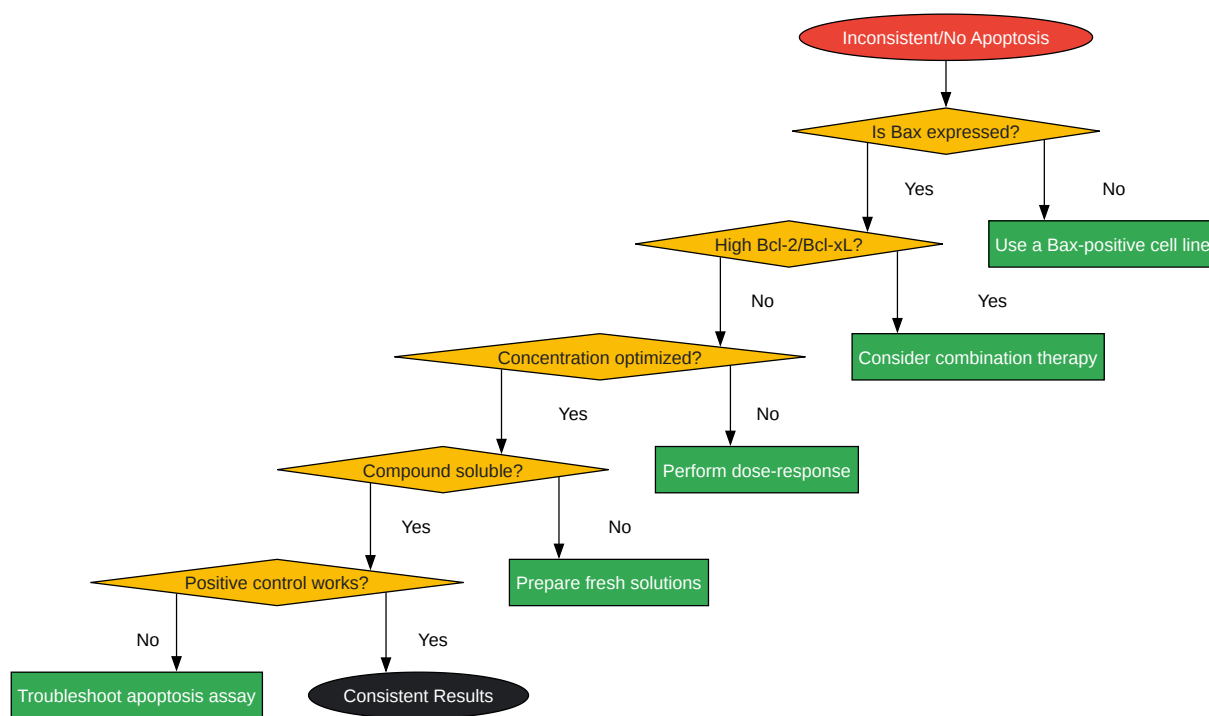 Inconsistent/No Apoptosis
Is Bax expressed?
Yes
No
High Bcl-2/Bcl-xL?
Use a Bax-positive cell line
No
Yes
Concentration optimized?
Consider combination therapy
Yes
No
Compound soluble?
Perform dose-response
Yes
No
Positive control works?
Prepare fresh solutions
No
Yes
Troubleshoot apoptosis assay
Consistent Results